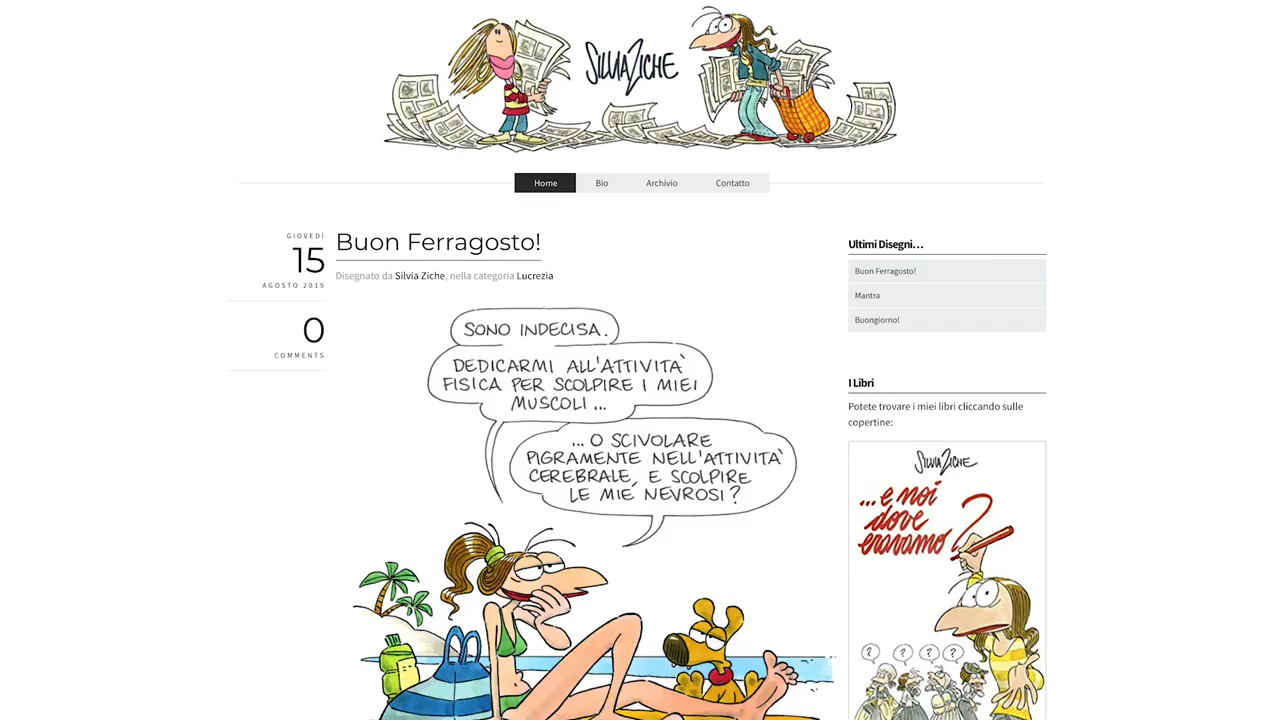 SILVIA ZICHE
Home Bio Archivio Contatto
GIOVEDÌ
15
AGOSTO 2019
0
COMMENTS
Buon Ferragosto!
Disegnato da Silvia Ziche, nella categoria Lucrezia
SONO INDECISA.
DEDICARMI ALL'ATTIVITÀ
FISICA PER SCOLPIRE I MIEI
MUSCOLI ...
... O SCIVOLARE
PIGRAMENTE NELL'ATTIVITÀ
CEREBRALE, E SCOLPIRE
LE MIE NEVROSI?
Ultimi Disegni…
Buon Ferragosto!
Mantra
Buongiorno!
I Libri
Potete trovare i miei libri cliccando sulle
copertine:
SILVIA ZICHE
...e noi
dove
eravamo?
? ? ? ?